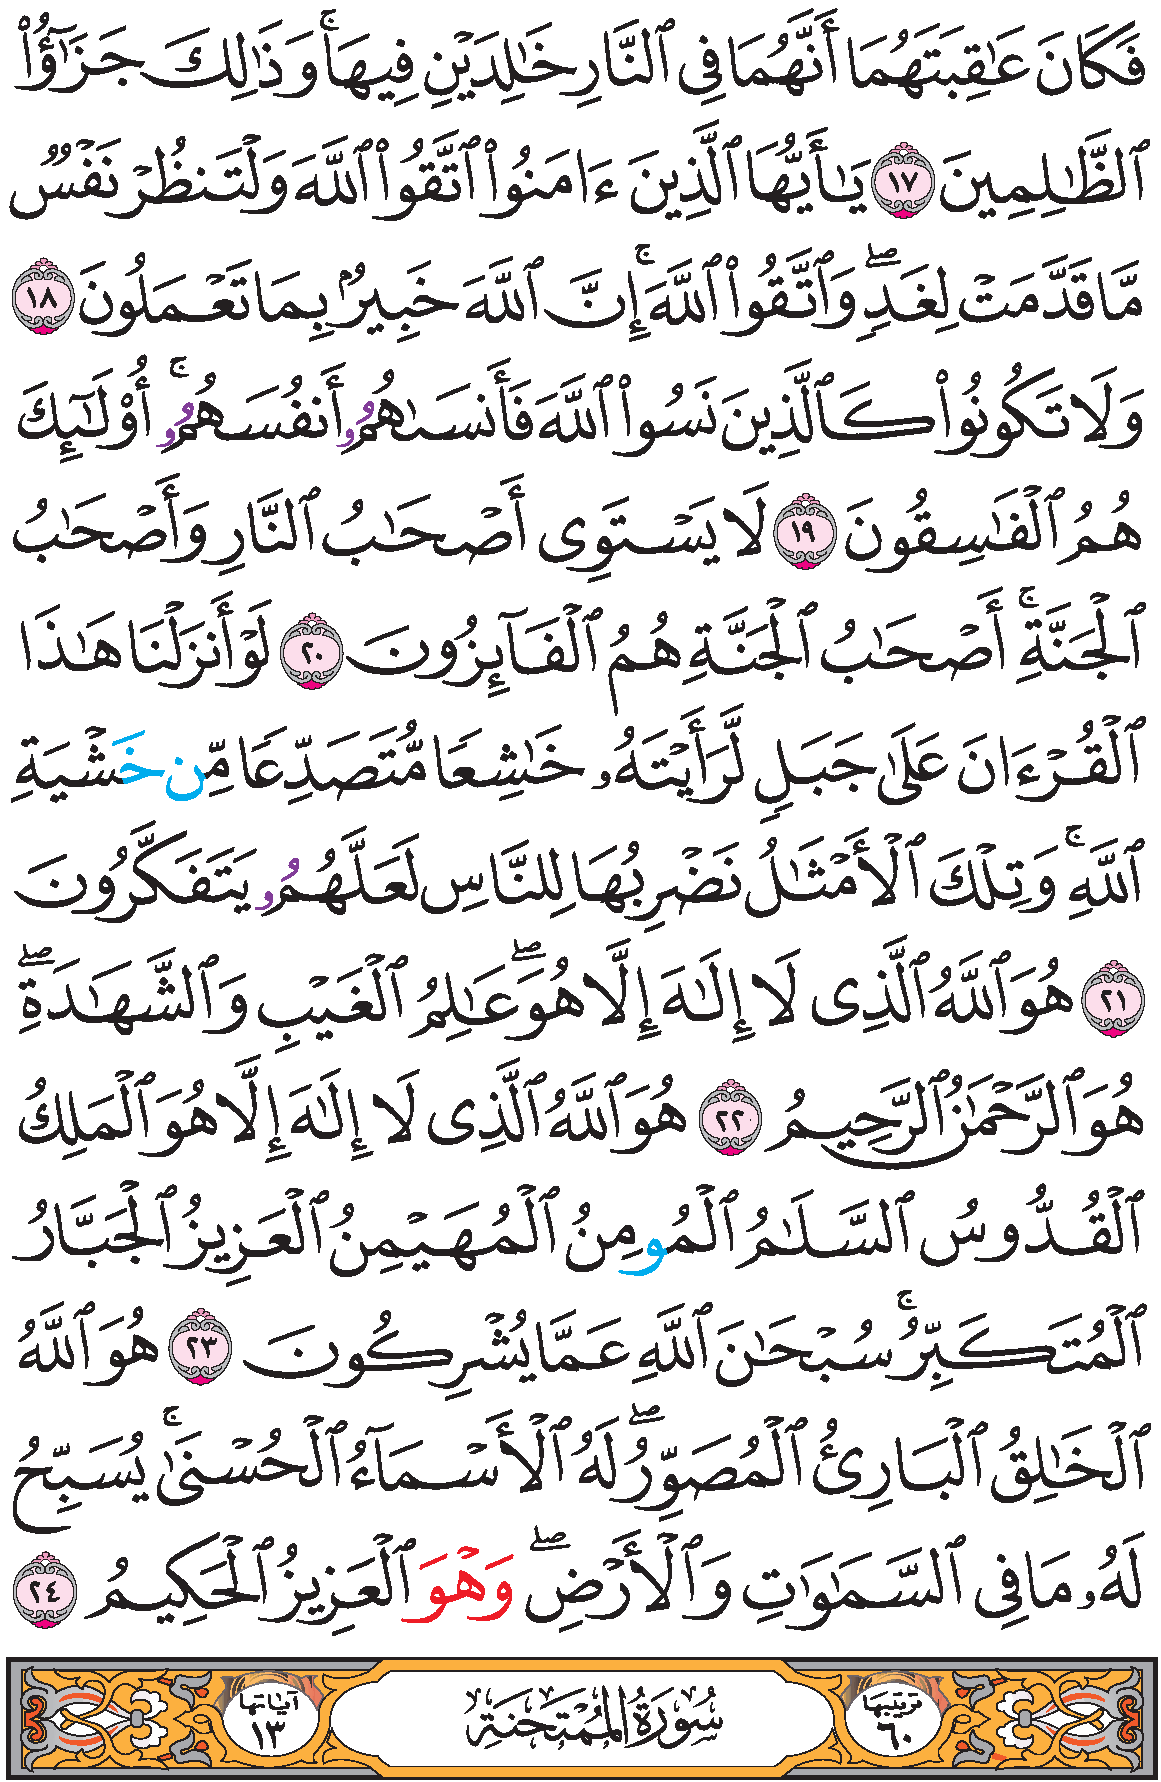 فَكَانَ عَٰقِبَتَهُمَا أَنَّهُمَا فِي ٱلنَّارِ خَٰلِدَيْنِ فِيهَا ۚ وَذَٰلِكَ جَزَٰٓؤُا۟
ٱلظَّٰلِمِينَ ١٧ يَٰٓأَيُّهَا ٱلَّذِينَ ءَامَنُوا۟ ٱتَّقُوا۟ ٱللَّهَ وَلْتَنظُرْ نَفْسٌ
مَّا قَدَّمَتْ لِغَدٍ ۖ وَٱتَّقُوا۟ ٱللَّهَ ۚ إِنَّ ٱللَّهَ خَبِيرٌۢ بِمَا تَعْمَلُونَ ١٨
وَلَا تَكُونُوا۟ كَٱلَّذِينَ نَسُوا۟ ٱللَّهَ فَأَنسَىٰهُمُۥ أَنفُسَهُمُۥ ۚ أُو۟لَٰٓئِكَ
هُمُ ٱلْفَٰسِقُونَ ١٩ لَا يَسْتَوِىٓ أَصْحَٰبُ ٱلنَّارِ وَأَصْحَٰبُ
ٱلْجَنَّةِ ۚ أَصْحَٰبُ ٱلْجَنَّةِ هُمُ ٱلْفَآئِزُونَ ٢٠ لَوْ أَنزَلْنَا هَٰذَا
ٱلْقُرْءَانَ عَلَىٰ جَبَلٍ لَّرَأَيْتَهُۥ خَٰشِعًا مُّتَصَدِّعًا مِّن خَشْيَةِ
ٱللَّهِ ۚ وَتِلْكَ ٱلْأَمْثَٰلُ نَضْرِبُهَا لِلنَّاسِ لَعَلَّهُمُۥ يَتَفَكَّرُونَ
٢١ هُوَ ٱللَّهُ ٱلَّذِى لَا إِلَٰهَ إِلَّا هُوَ ۖ عَٰلِمُ ٱلْغَيْبِ وَٱلشَّهَٰدَةِ ۖ
هُوَ ٱلرَّحْمَٰنُ ٱلرَّحِيمُ ٢٢ هُوَ ٱللَّهُ ٱلَّذِى لَا إِلَٰهَ إِلَّا هُوَ ٱلْمَلِكُ
ٱلْقُدُّوسُ ٱلسَّلَٰمُ ٱلْمُومِنُ ٱلْمُهَيْمِنُ ٱلْعَزِيزُ ٱلْجَبَّارُ
ٱلْمُتَكَبِّرُ ۚ سُبْحَٰنَ ٱللَّهِ عَمَّا يُشْرِكُونَ ٢٣ هُوَ ٱللَّهُ
ٱلْخَٰلِقُ ٱلْبَارِئُ ٱلْمُصَوِّرُ ۖ لَهُ ٱلْأَسْمَآءُ ٱلْحُسْنَىٰ ۚ يُسَبِّحُ
لَهُۥ مَا فِى ٱلسَّمَٰوَٰتِ وَٱلْأَرْضِ ۖ وَهْوَ ٱلْعَزِيزُ ٱلْحَكِيمُ ٢٤
ترتيبها ٦٠ سُورَةُ المُمْتَحنَةِ آياتها ١٣